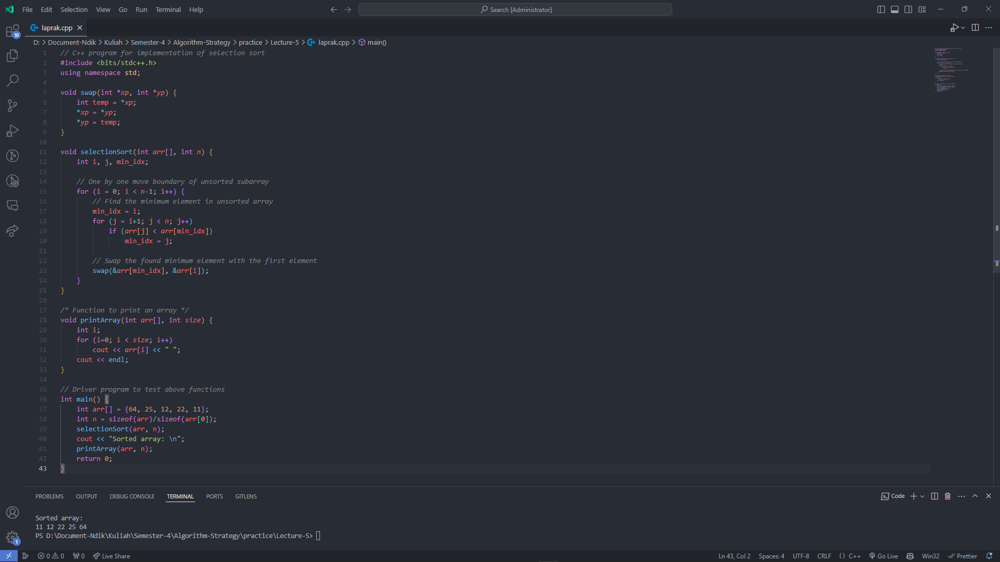 File Edit Selection View Go Run Terminal Help Search [Administrator]
10
laprak.cpp
D: > Document-Ndik > Kuliah > Semester-4 > Algorithm-Strategy > practice > Lecture-5 > laprak.cpp > main()
1 // C++ program for implementation of selection sort
2 #include <bits/stdc++.h>
3 using namespace std;
4
5 void swap(int *xp, int *yp) {
6     int temp = *xp;
7     *xp = *yp;
8     *yp = temp;
9 }
10
11 void selectionSort(int arr[], int n) {
12     int i, j, min_idx;
13
14     // One by one move boundary of unsorted subarray
15     for (i = 0; i < n-1; i++) {
16         // Find the minimum element in unsorted array
17         min_idx = i;
18         for (j = i+1; j < n; j++)
19             if (arr[j] < arr[min_idx])
20                 min_idx = j;
21
22         // Swap the found minimum element with the first element
23         swap(&arr[min_idx], &arr[i]);
24     }
25 }
26
27 /* Function to print an array */
28 void printArray(int arr[], int size) {
29     int i;
30     for (i=0; i < size; i++)
31         cout << arr[i] << " ";
32     cout << endl;
33 }
34
35 // Driver program to test above functions
36 int main() {
37     int arr[] = {64, 25, 12, 22, 11};
38     int n = sizeof(arr)/sizeof(arr[0]);
39     selectionSort(arr, n);
40     cout << "Sorted array: \n";
41     printArray(arr, n);
42     return 0;
43 }
PROBLEMS OUTPUT DEBUG CONSOLE TERMINAL PORTS GITLENS Code
Sorted array:
11 12 22 25 64
PS D:\Document-Ndik\Kuliah\Semester-4\Algorithm-Strategy\practice\Lecture-5>
1
0 0 0 Live Share Ln 43, Col 2 Spaces: 4 UTF-8 CRLF {} C++ Go Live Win32 Prettier